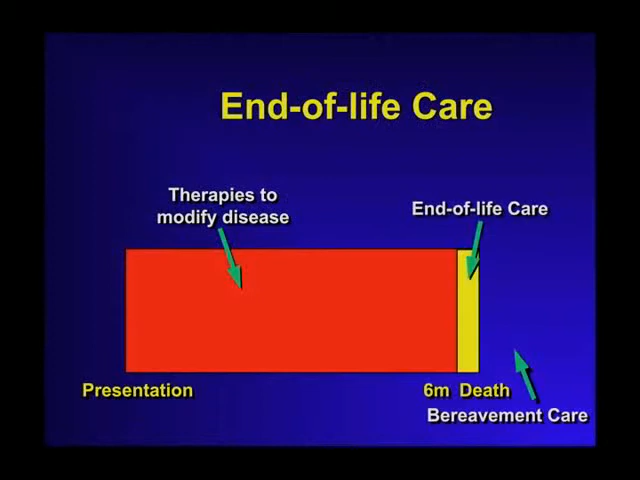 End-of-life Care
Therapies to
modify disease
End-of-life Care
Presentation
6m Death
Bereavement Care